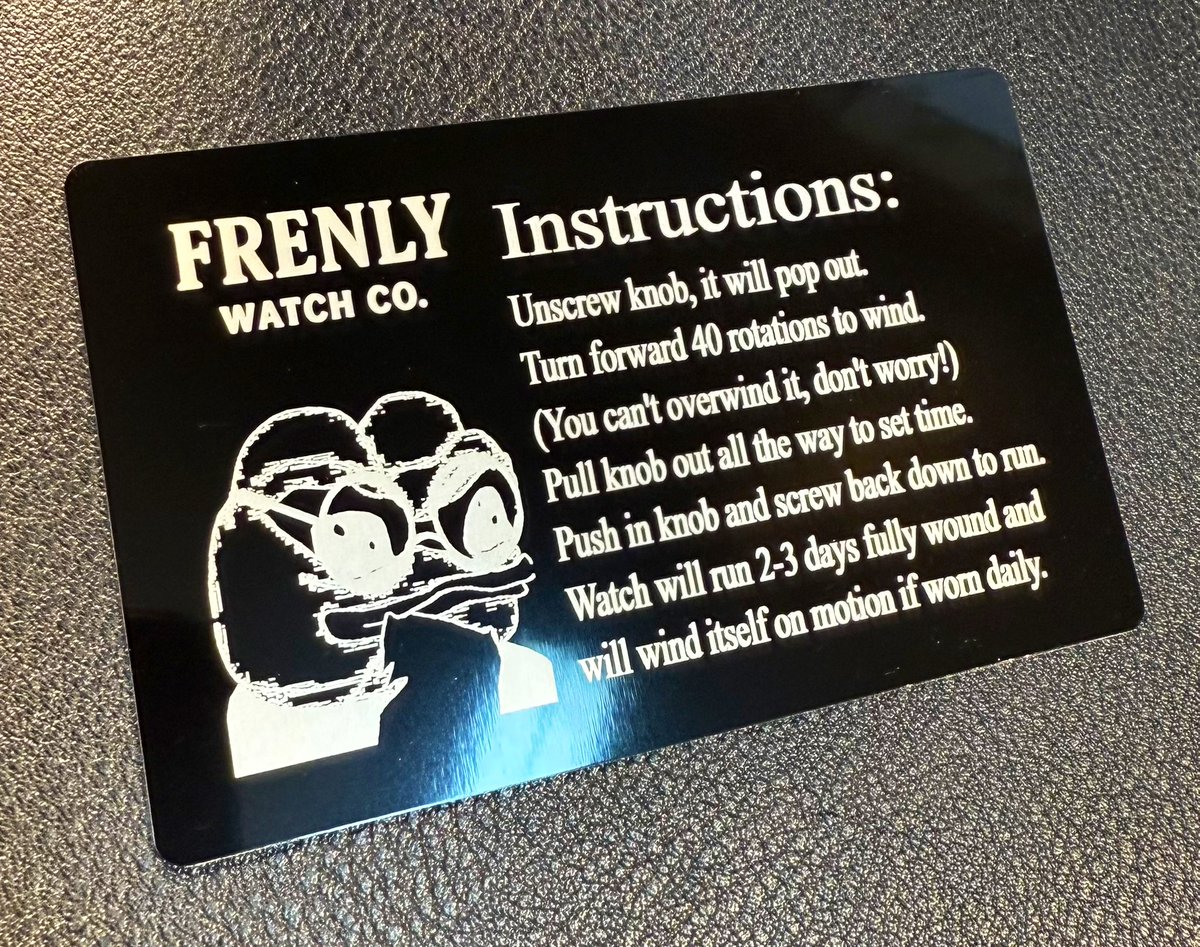 FRENLY
WATCH CO.
Instructions:
Unscrew knob, it will pop out.
Turn forward 40 rotations to wind.
(You can't overwind it, don't worry!)
Pull knob out all the way to set time.
Push in knob and screw back down to run.
Watch will run 2-3 days fully wound and
will wind itself on motion if worn daily.